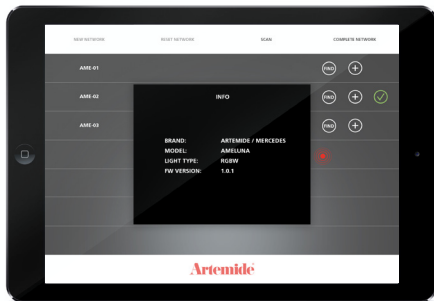 NEW NETWORK RESET NETWORK SCAN COMPLETE NETWORK
AME-01 FIND +
AME-02 FIND +
AME-03 FIND +
INFO
BRAND: ARTEMIDE / MERCEDES
MODEL: AMELUNA
LIGHT TYPE: RGBW
FW VERSION: 1.0.1
Artemide